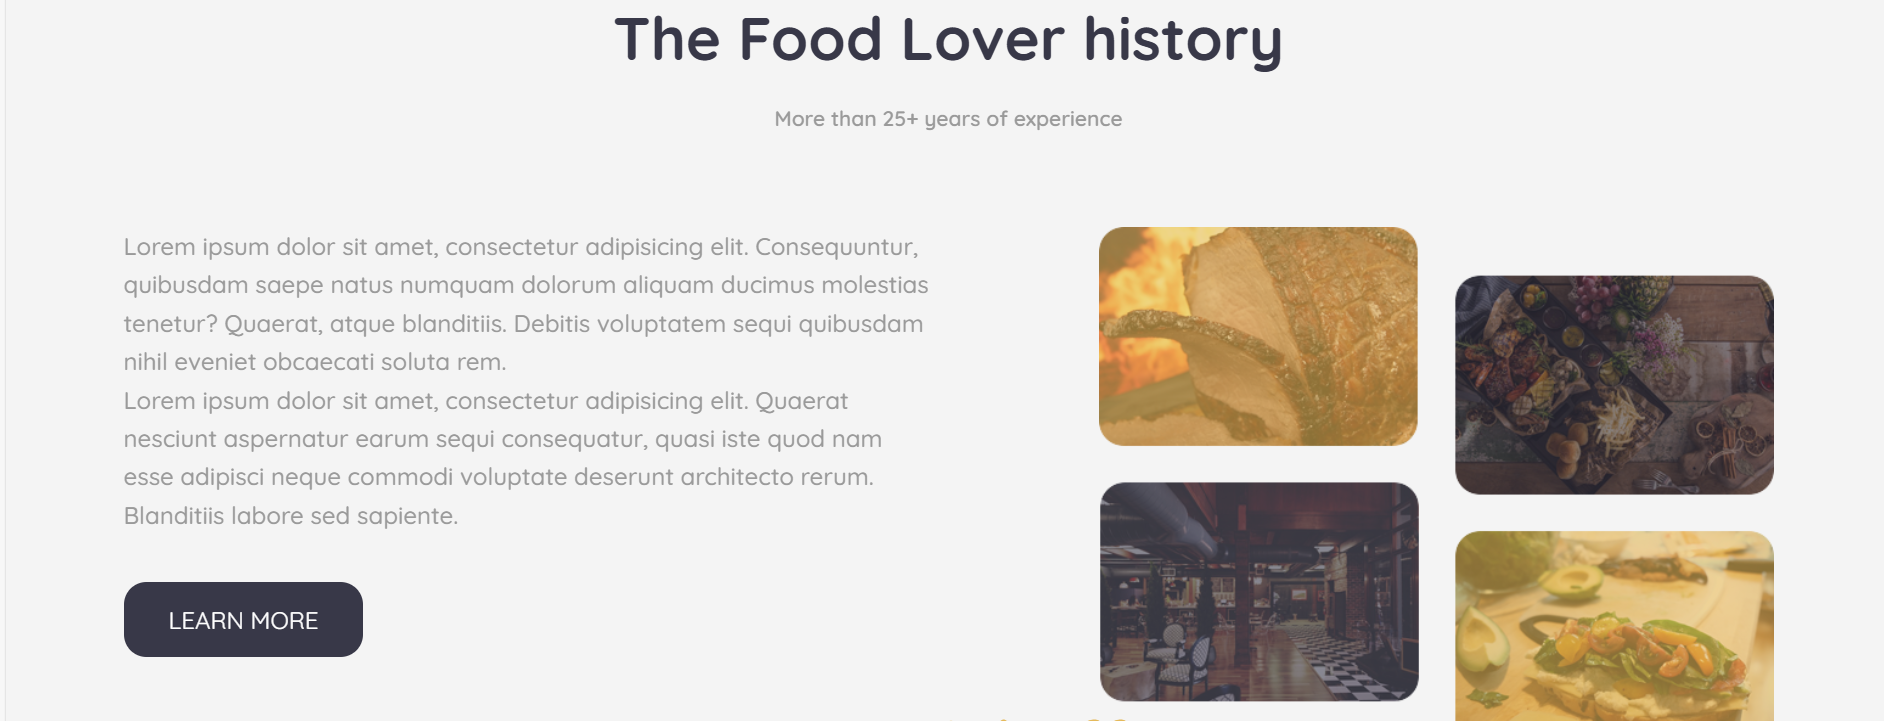 The Food Lover history
More than 25+ years of experience
Lorem ipsum dolor sit amet, consectetur adipisicing elit. Consequuntur,
quibusdam saepe natus numquam dolorum aliquam ducimus molestias
tenetur? Quaerat, atque blanditiis. Debitis voluptatem sequi quibusdam
nihil eveniet obcaecati soluta rem.
Lorem ipsum dolor sit amet, consectetur adipisicing elit. Quaerat
nesciunt aspernatur earum sequi consequatur, quasi iste quod nam
esse adipisci neque commodi voluptate deserunt architecto rerum.
Blanditiis labore sed sapiente.
LEARN MORE